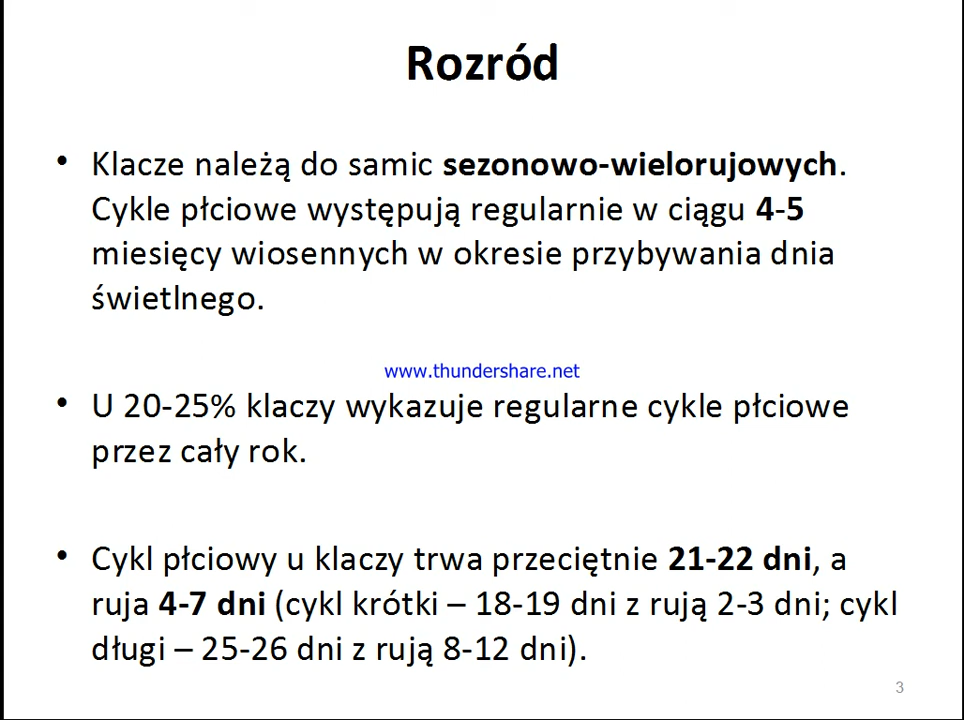 Rozród
• Klacze należą do samic sezonowo-wielorujowych.
Cykle płciowe występują regularnie w ciągu 4-5
miesięcy wiosennych w okresie przybywania dnia
świetlnego.
www.thundershare.net
• U 20-25% klaczy wykazuje regularne cykle płciowe
przez cały rok.
• Cykl płciowy u klaczy trwa przeciętnie 21-22 dni, a
ruja 4-7 dni (cykl krótki – 18-19 dni z rują 2-3 dni; cykl
długi – 25-26 dni z rują 8-12 dni).
3